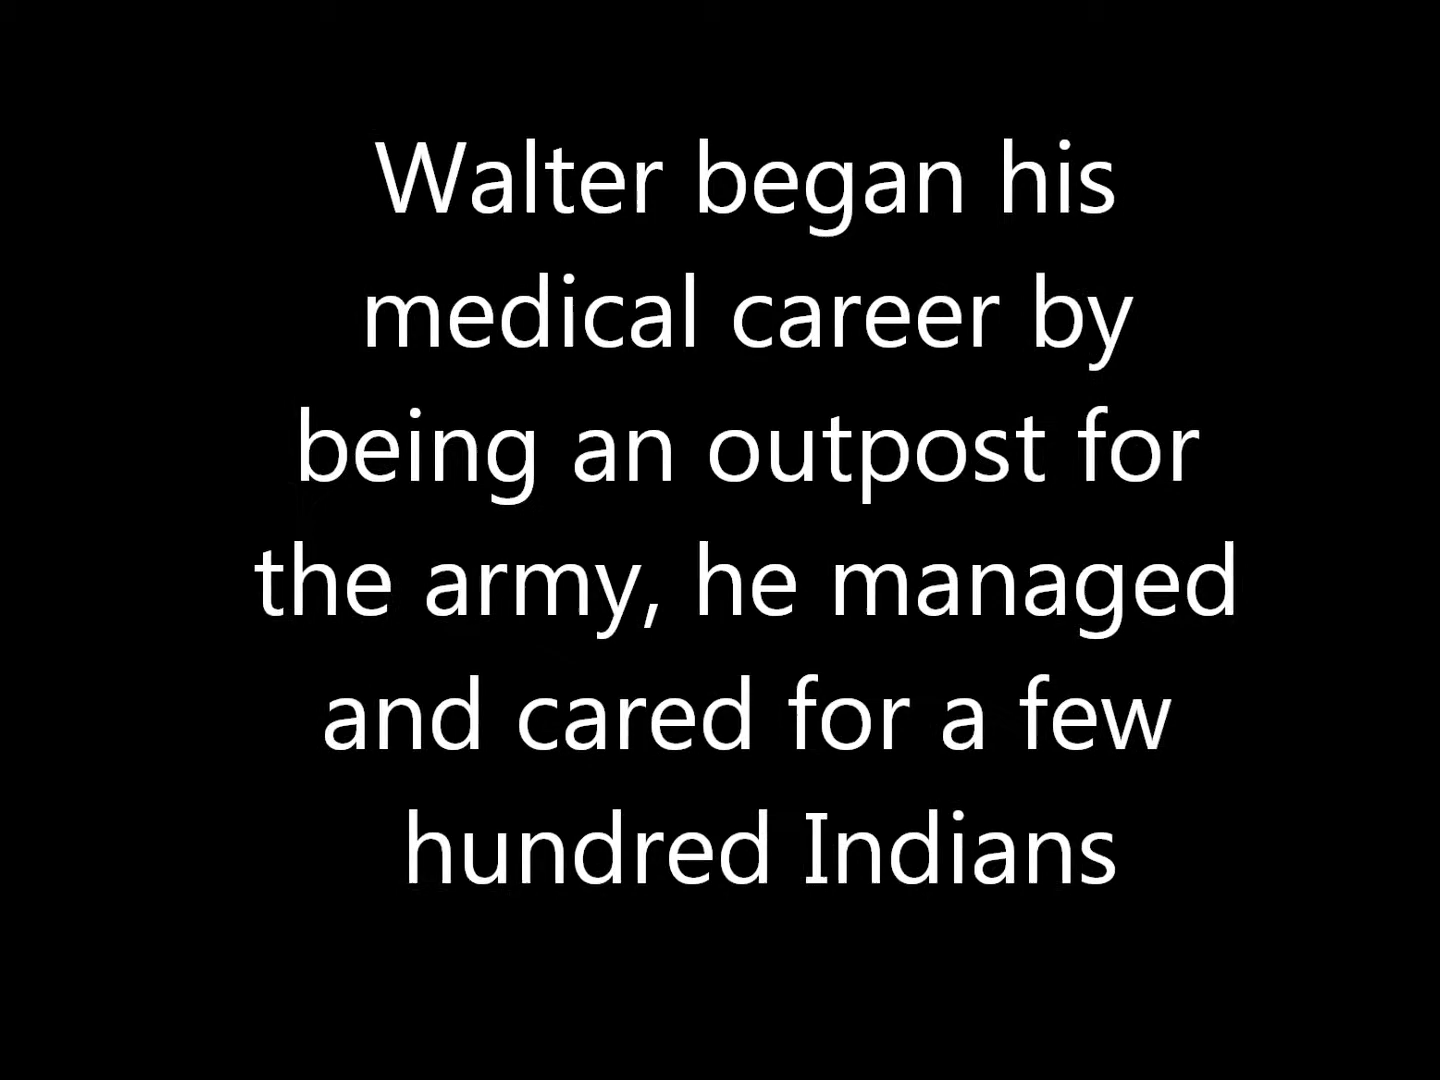 Walter began his
medical career by
being an outpost for
the army, he managed
and cared for a few
hundred Indians